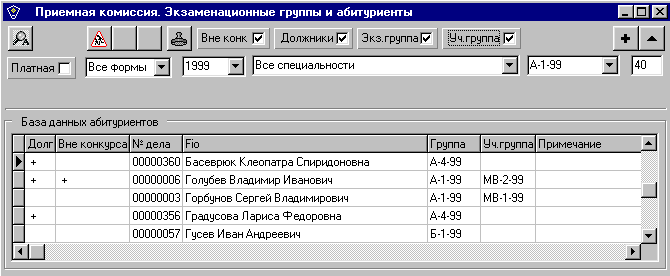 Приемная комиссия. Экзаменационные группы и абитуриенты
Вне конк Должники Экз.группа Уч.группа
Платная Все формы 1999 Все специальности А-1-99 40
База данных абитуриентов
Долг Вне конкурса № дела Fio Группа Уч.группа Примечание
+ 00000360 Басеврюк Клеопатра Спиридоновна А-4-99
+ + 00000006 Голубев Владимир Иванович А-1-99 МВ-2-99
00000003 Горбунов Сергей Владимирович А-1-99 МВ-1-99
+ 00000356 Градусова Лариса Федоровна А-4-99
00000057 Гусев Иван Андреевич Б-1-99